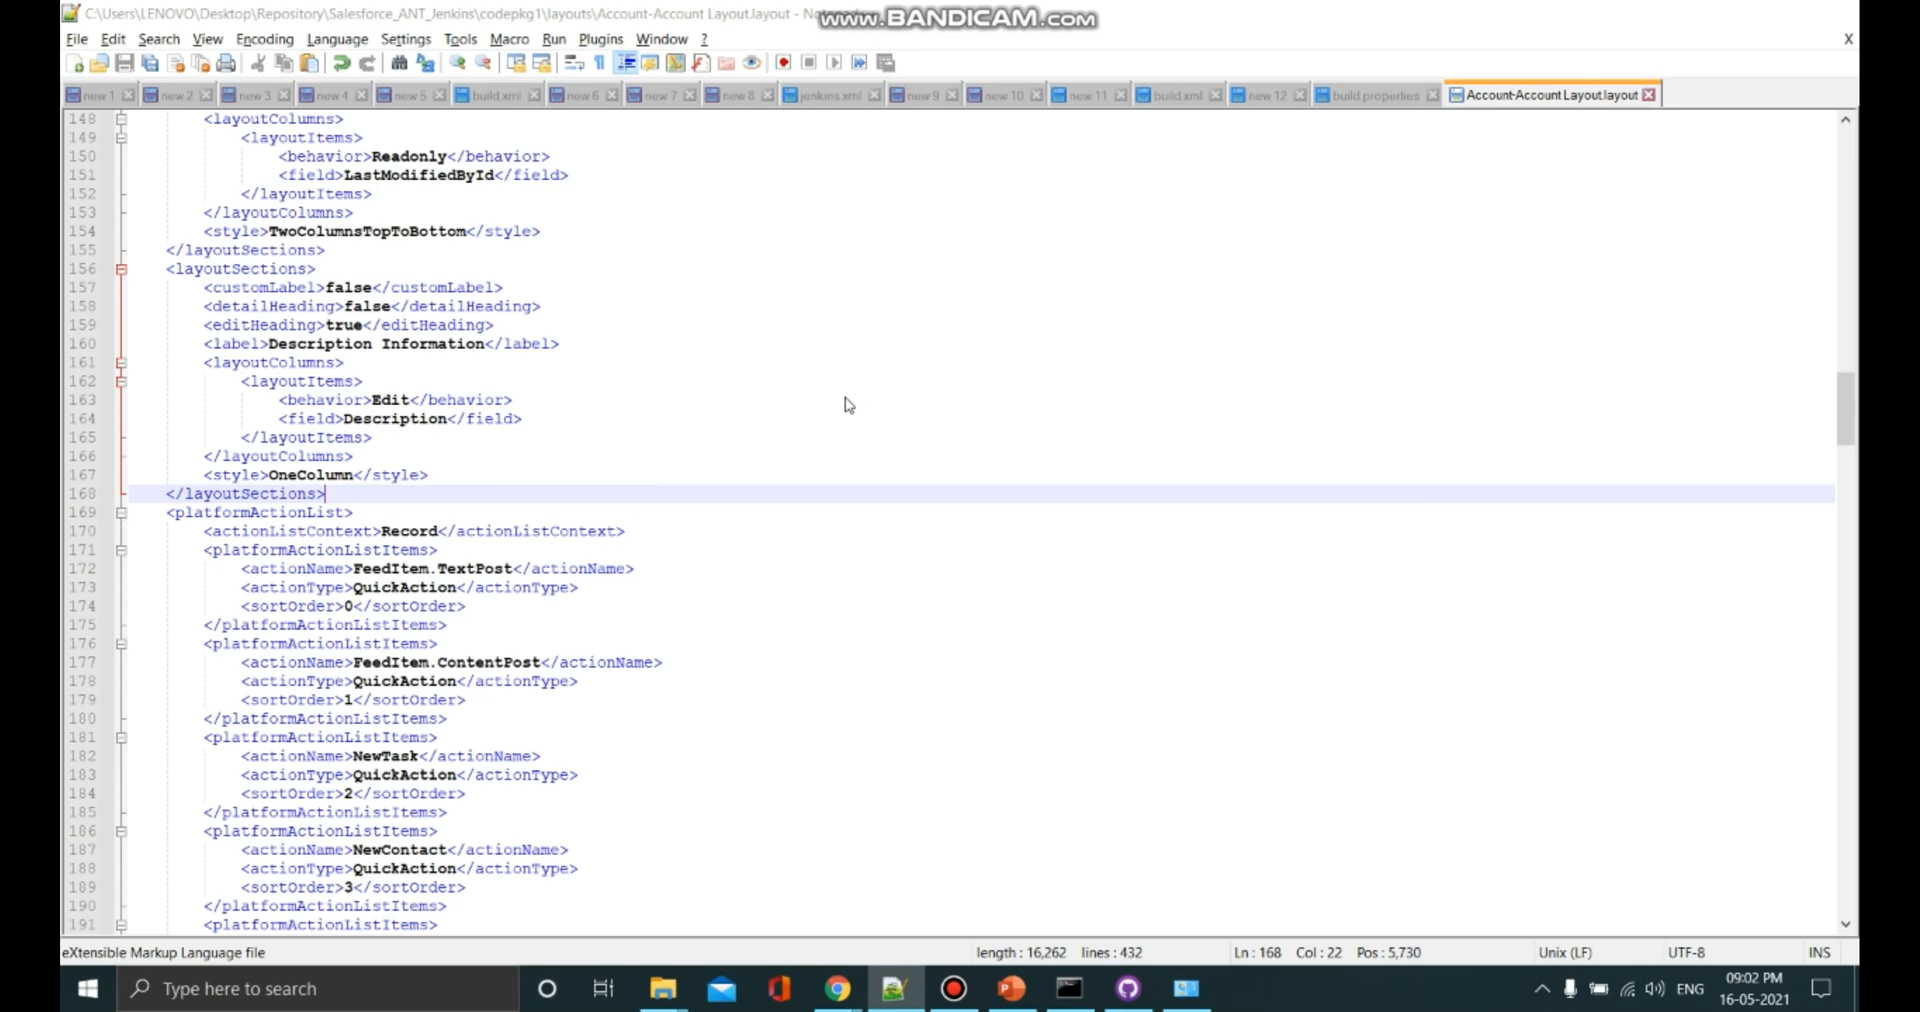 C:\Users\LENOVO\Desktop\Repository\Salesforce_ANT_Jenkins\codepkg1\layouts\Account-Account Layout.layout -
www.BANDICAM.com
File Edit Search View Encoding Language Settings Tools Macro Run Plugins Window ? X
new 1 new 2 new 3 new 4 new 5 build.xml new 6 new 7 new 8 jenkins.xml new 9 new 10 new 11 build.xml new 12 build.properties Account-Account Layout.layout
148 <layoutColumns>
149 <layoutItems>
150 <behavior>Readonly</behavior>
151 <field>LastModifiedById</field>
152 </layoutItems>
153 </layoutColumns>
154 <style>TwoColumnsTopToBottom</style>
155 </layoutSections>
156 <layoutSections>
157 <customLabel>false</customLabel>
158 <detailHeading>false</detailHeading>
159 <editHeading>true</editHeading>
160 <label>Description Information</label>
161 <layoutColumns>
162 <layoutItems>
163 <behavior>Edit</behavior>
164 <field>Description</field>
165 </layoutItems>
166 </layoutColumns>
167 <style>OneColumn</style>
168 </layoutSections>
169 <platformActionList>
170 <actionListContext>Record</actionListContext>
171 <platformActionListItems>
172 <actionName>FeedItem.TextPost</actionName>
173 <actionType>QuickAction</actionType>
174 <sortOrder>0</sortOrder>
175 </platformActionListItems>
176 <platformActionListItems>
177 <actionName>FeedItem.ContentPost</actionName>
178 <actionType>QuickAction</actionType>
179 <sortOrder>1</sortOrder>
180 </platformActionListItems>
181 <platformActionListItems>
182 <actionName>NewTask</actionName>
183 <actionType>QuickAction</actionType>
184 <sortOrder>2</sortOrder>
185 </platformActionListItems>
186 <platformActionListItems>
187 <actionName>NewContact</actionName>
188 <actionType>QuickAction</actionType>
189 <sortOrder>3</sortOrder>
190 </platformActionListItems>
191 <platformActionListItems>
eXtensible Markup Language file length : 16,262 lines : 432 Ln : 168 Col : 22 Pos : 5,730 Unix (LF) UTF-8 INS
Type here to search ENG 09:02 PM
16-05-2021